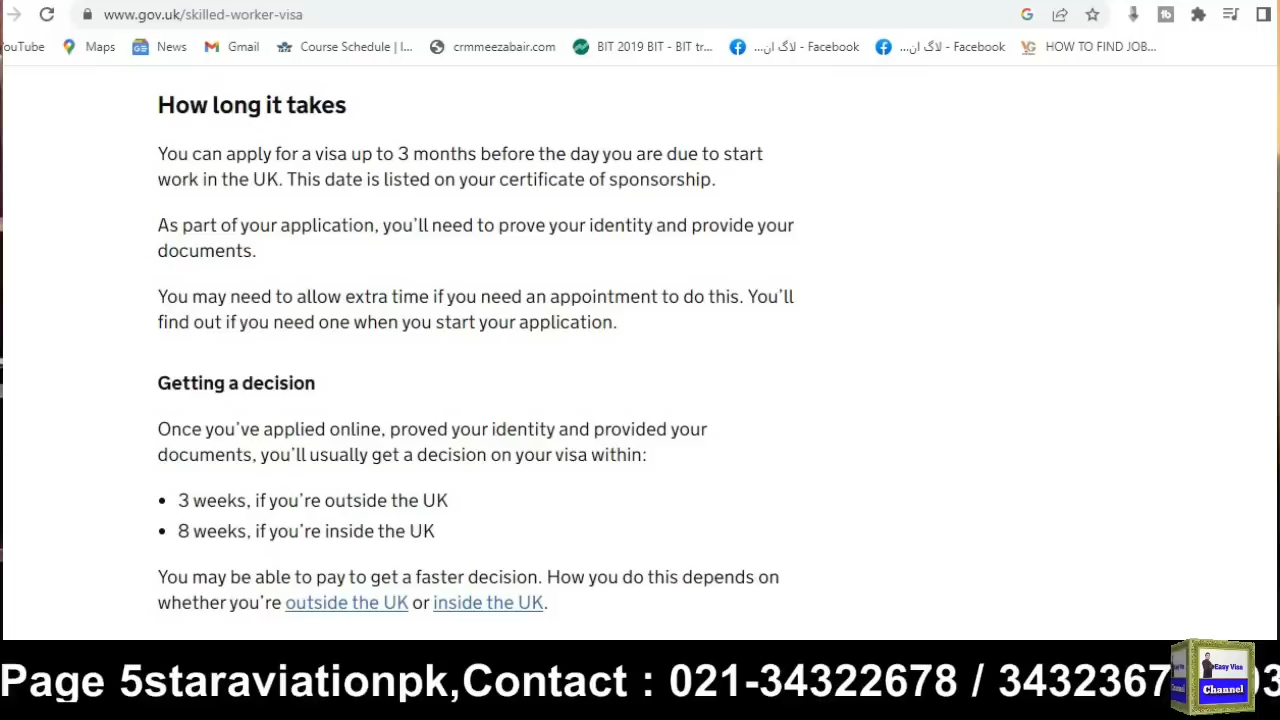 www.gov.uk/skilled-worker-visa
ouTube Maps News Gmail Course Schedule | I... crmmeezabair.com BIT 2019 BIT - BIT tr... لاگ ان... - Facebook لاگ ان... - Facebook HOW TO FIND JOB...
How long it takes
You can apply for a visa up to 3 months before the day you are due to start
work in the UK. This date is listed on your certificate of sponsorship.
As part of your application, you'll need to prove your identity and provide your
documents.
You may need to allow extra time if you need an appointment to do this. You'll
find out if you need one when you start your application.
Getting a decision
Once you've applied online, proved your identity and provided your
documents, you'll usually get a decision on your visa within:
• 3 weeks, if you're outside the UK
• 8 weeks, if you're inside the UK
You may be able to pay to get a faster decision. How you do this depends on
whether you're outside the UK or inside the UK.
Page 5staraviationpk,Contact : 021-34322678 / 3432367
Easy Visa
Channel